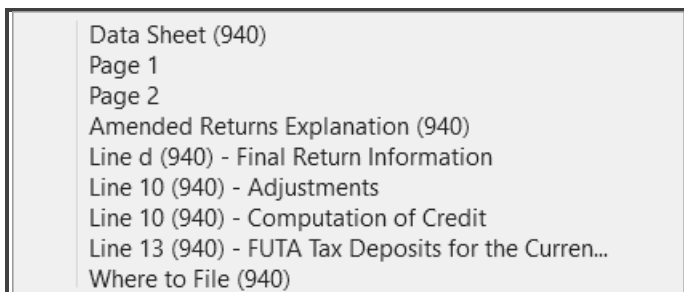 Data Sheet (940)
Page 1
Page 2
Amended Returns Explanation (940)
Line d (940) - Final Return Information
Line 10 (940) - Adjustments
Line 10 (940) - Computation of Credit
Line 13 (940) - FUTA Tax Deposits for the Curren...
Where to File (940)